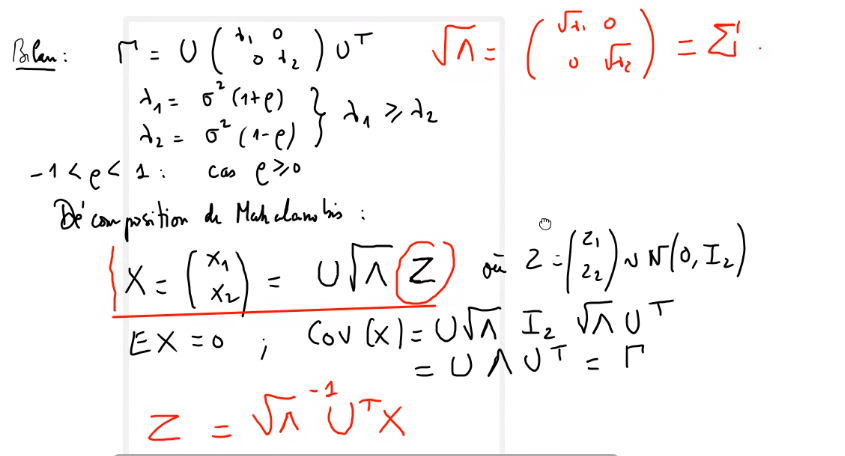 Bilan : Γ = U ( λ₁ 0 ; 0 λ₂ ) Uᵀ √Λ = ( √λ₁ 0 ; 0 √λ₂ ) = Σ .
λ₁ = σ² (1+ρ)
λ₂ = σ² (1-ρ) } λ₁ ≥ λ₂
-1 < ρ < 1 : cas ρ ≥ 0
Décomposition de Mahalanobis :
X = ( X₁ ; X₂ ) = U √Λ Z où Z = ( Z₁ ; Z₂ ) ~ N(0, I₂)
EX = 0 ; Cov (X) = U √Λ I₂ √Λ Uᵀ
= U Λ Uᵀ = Γ
Z = √Λ⁻¹ Uᵀ X